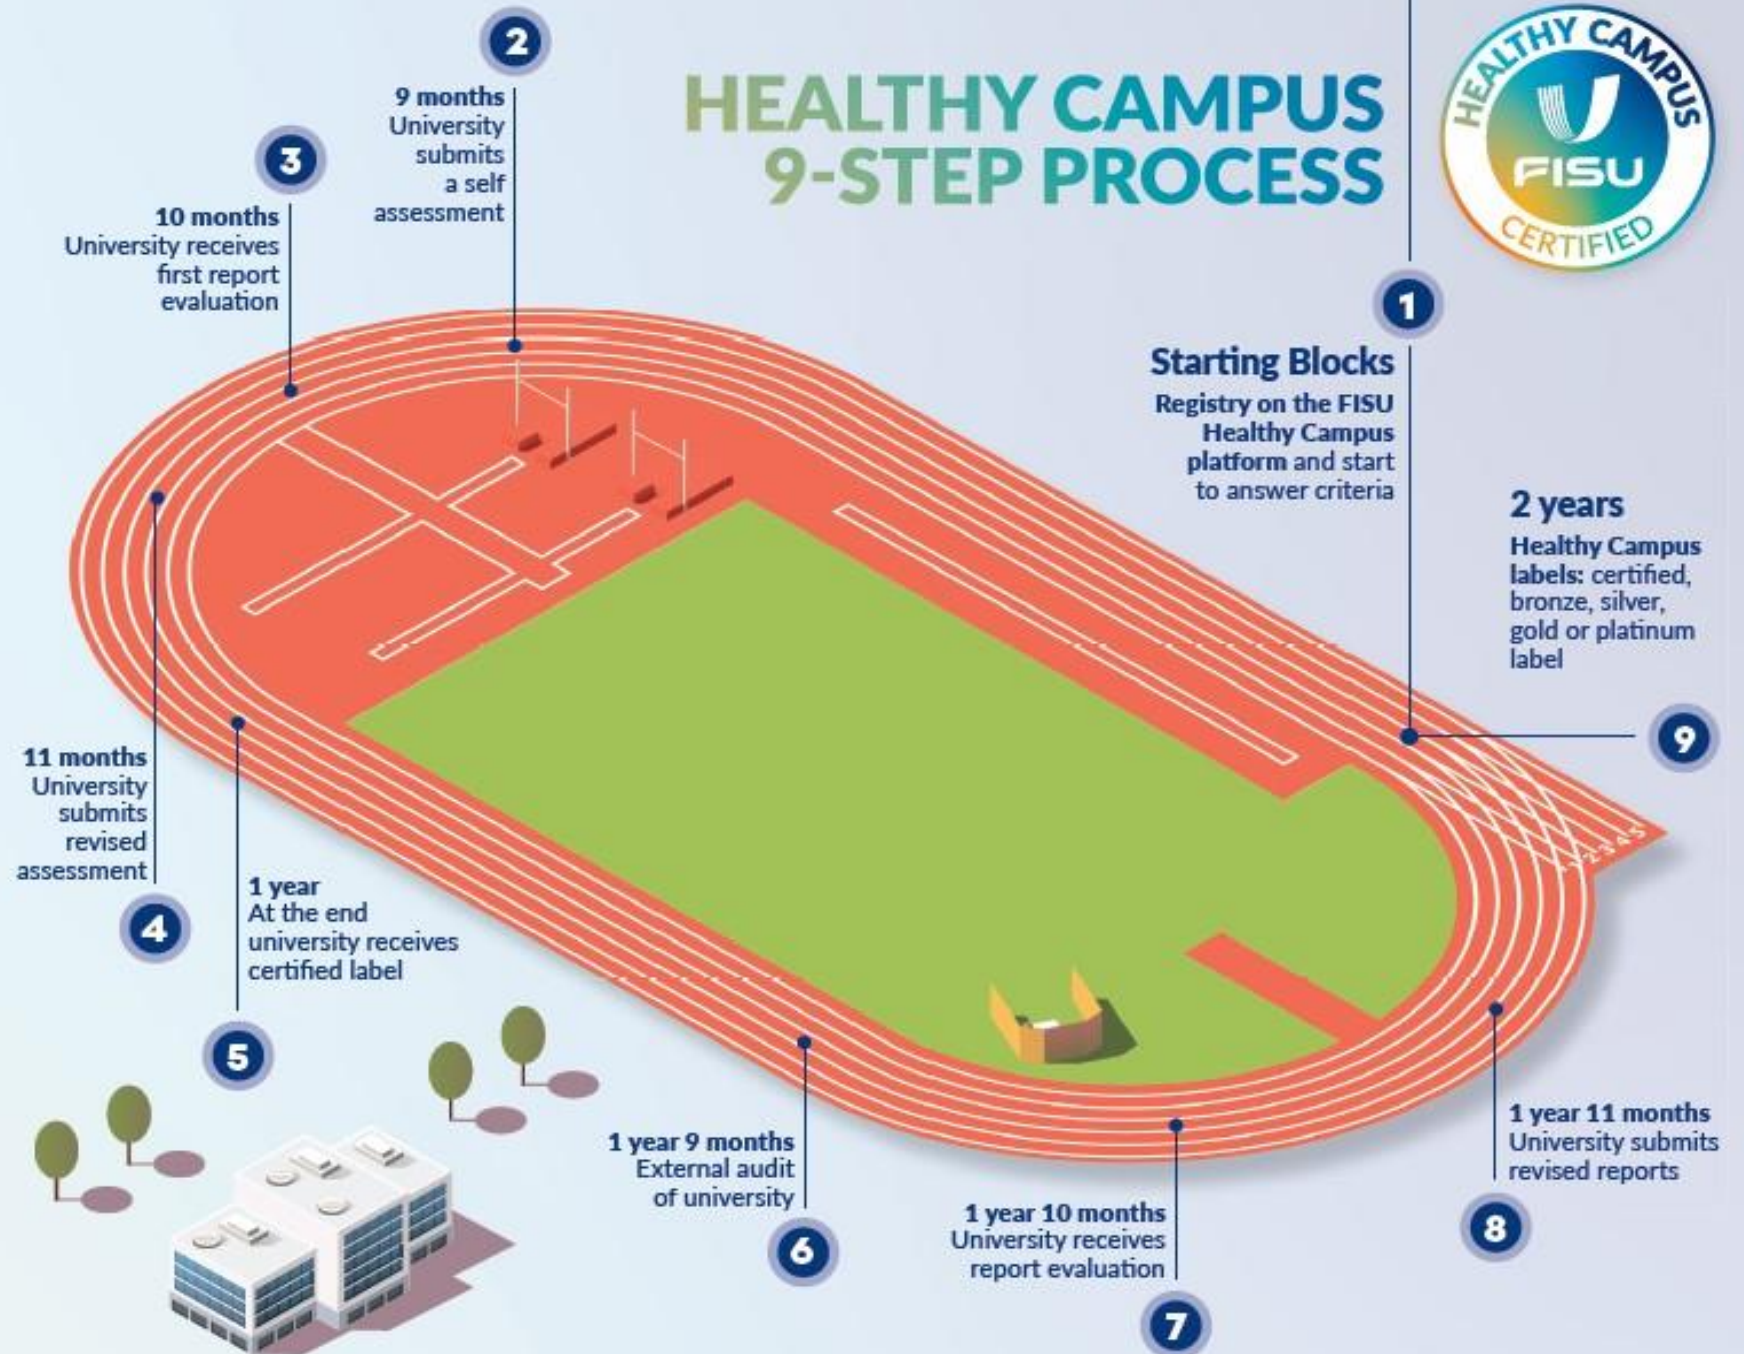 HEALTHY CAMPUS
9-STEP PROCESS
HEALTHY CAMPUS
FISU
CERTIFIED
1
Starting Blocks
Registry on the FISU
Healthy Campus
platform and start
to answer criteria
2
9 months
University
submits
a self
assessment
3
10 months
University receives
first report
evaluation
11 months
University
submits
revised
assessment
4
1 year
At the end
university receives
certified label
5
1 year 9 months
External audit
of university
6
1 year 10 months
University receives
report evaluation
7
1 year 11 months
University submits
revised reports
8
2 years
Healthy Campus
labels: certified,
bronze, silver,
gold or platinum
label
9
1 2 3 4 5